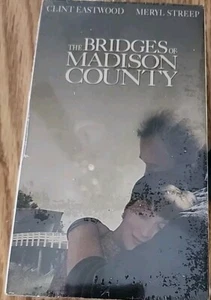 CLINT EASTWOOD MERYL STREEP
THE BRIDGES OF
MADISON
COUNTY